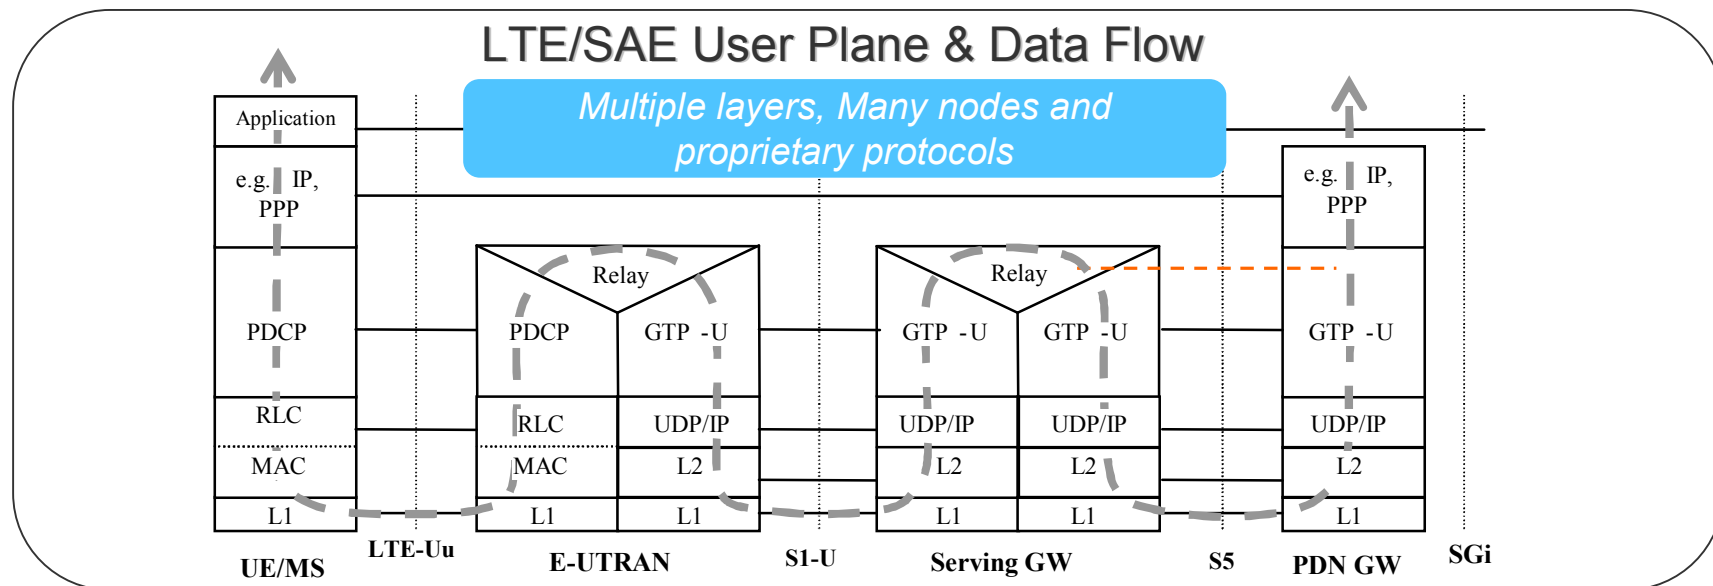 LTE/SAE User Plane & Data Flow
Multiple layers, Many nodes and
proprietary protocols
Application
e.g. IP,
PPP
PDCP
RLC
MAC
L1
UE/MS
LTE-Uu
Relay
PDCP
GTP -U
RLC
UDP/IP
MAC
L2
L1
L1
E-UTRAN
S1-U
Relay
GTP -U
GTP -U
UDP/IP
UDP/IP
L2
L2
L1
L1
Serving GW
S5
e.g. IP,
PPP
GTP -U
UDP/IP
L2
L1
PDN GW
SGi